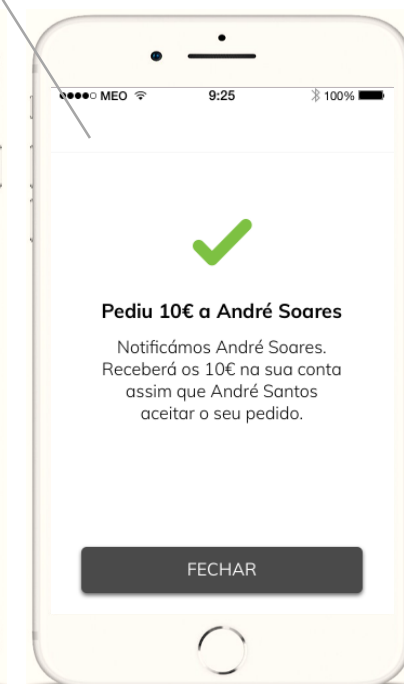 MEO 9:25 100%
Pediu 10€ a André Soares
Notificámos André Soares.
Receberá os 10€ na sua conta
assim que André Santos
aceitar o seu pedido.
FECHAR